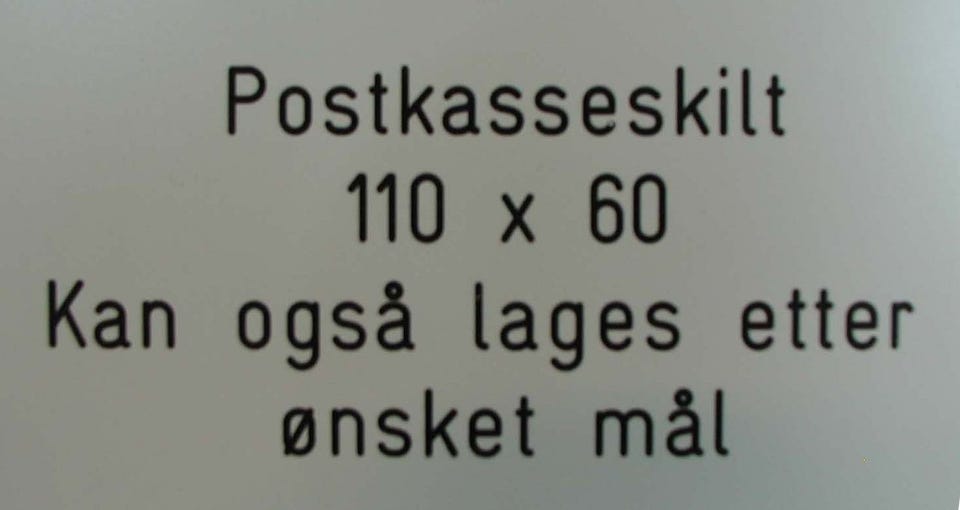 Postkasseskilt
110 x 60
Kan også lages etter
ønsket mål